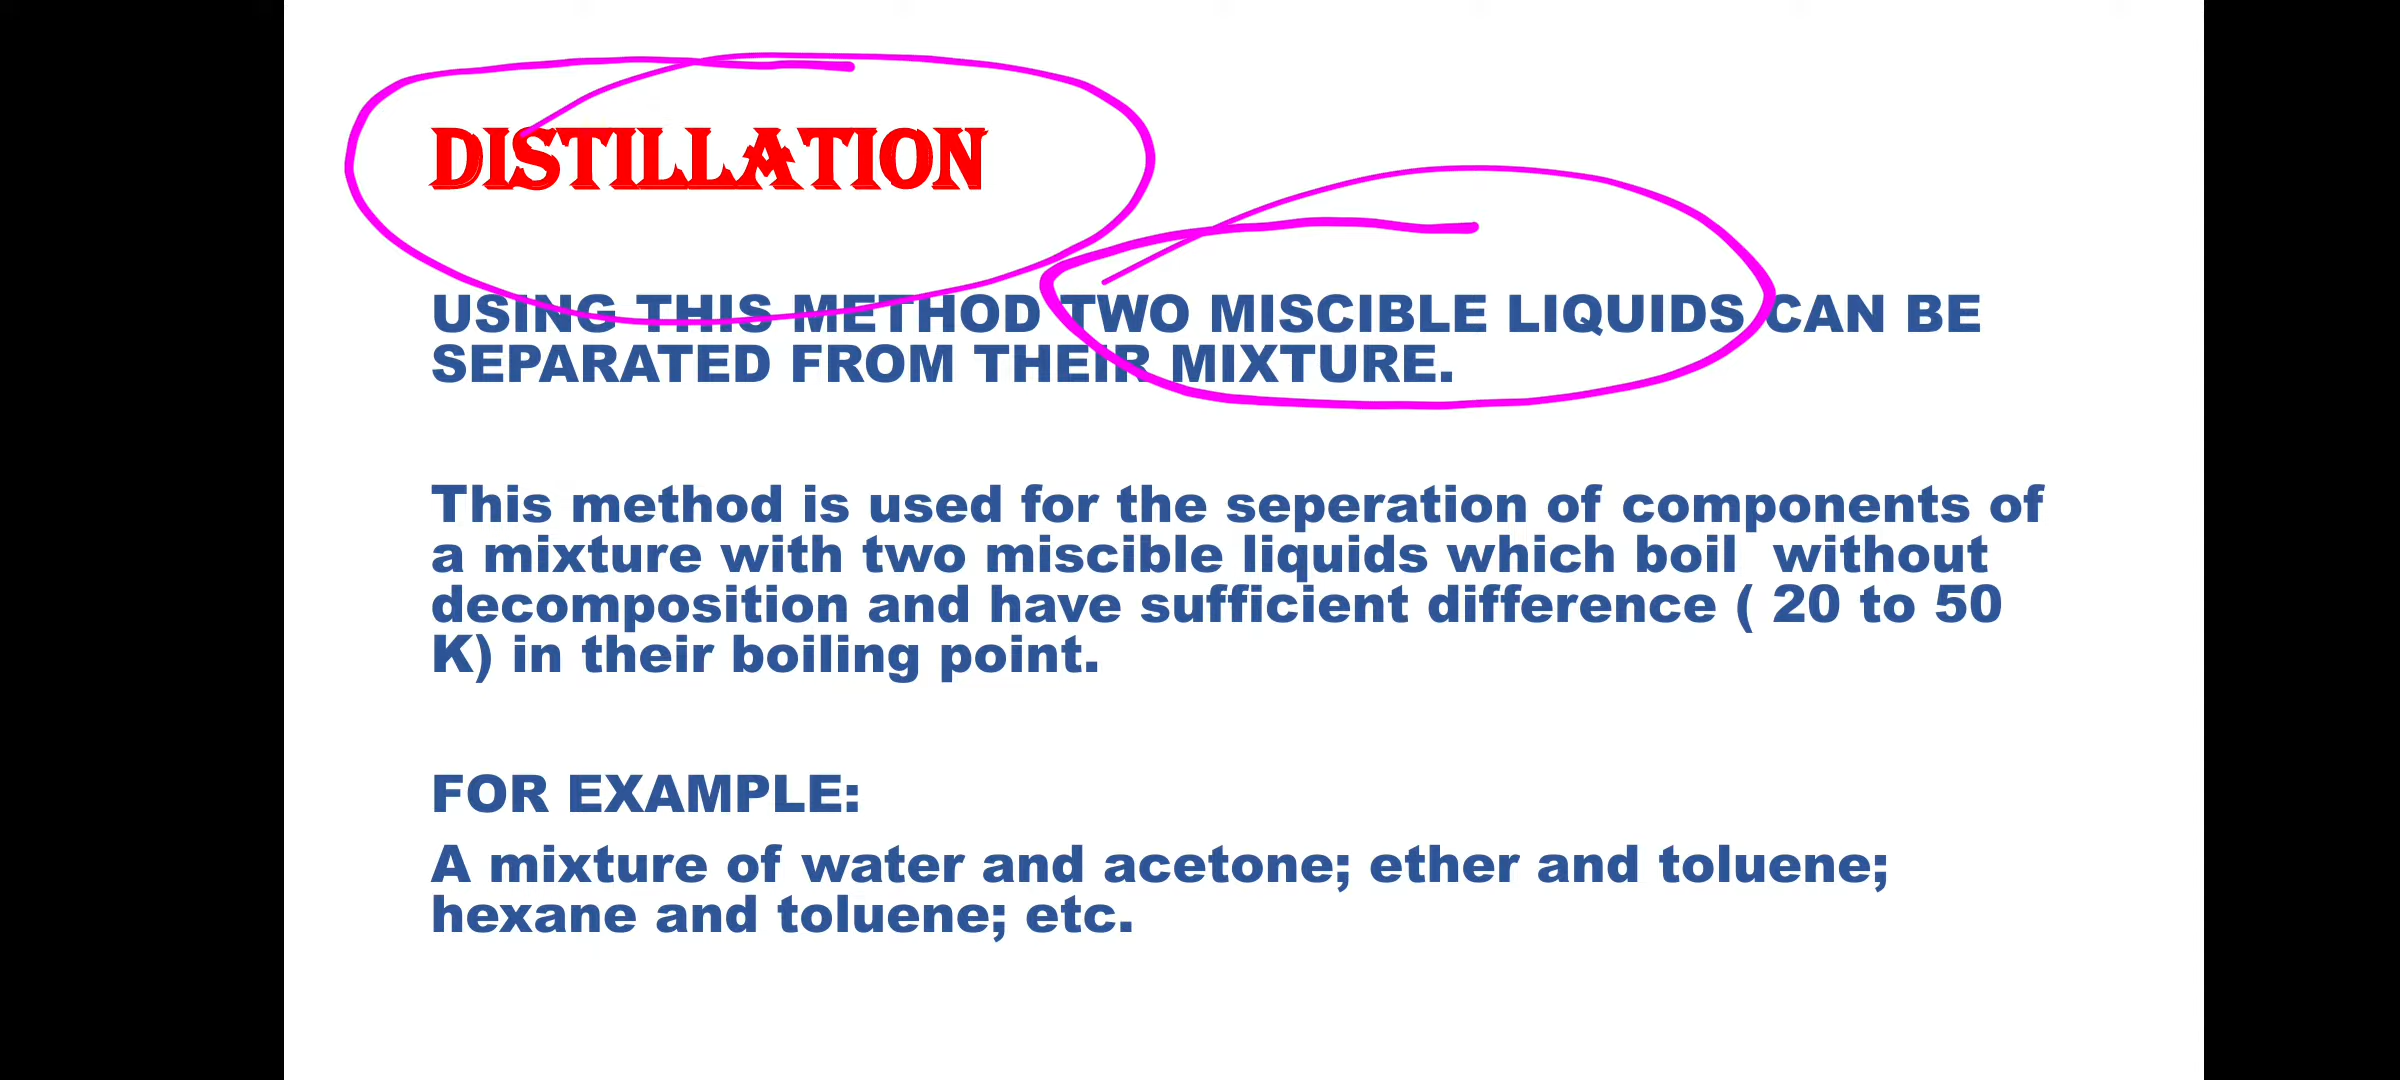 DISTILLATION
USING THIS METHOD TWO MISCIBLE LIQUIDS CAN BE
SEPARATED FROM THEIR MIXTURE.
This method is used for the seperation of components of
a mixture with two miscible liquids which boil  without
decomposition and have sufficient difference ( 20 to 50
K) in their boiling point.
FOR EXAMPLE:
A mixture of water and acetone; ether and toluene;
hexane and toluene; etc.